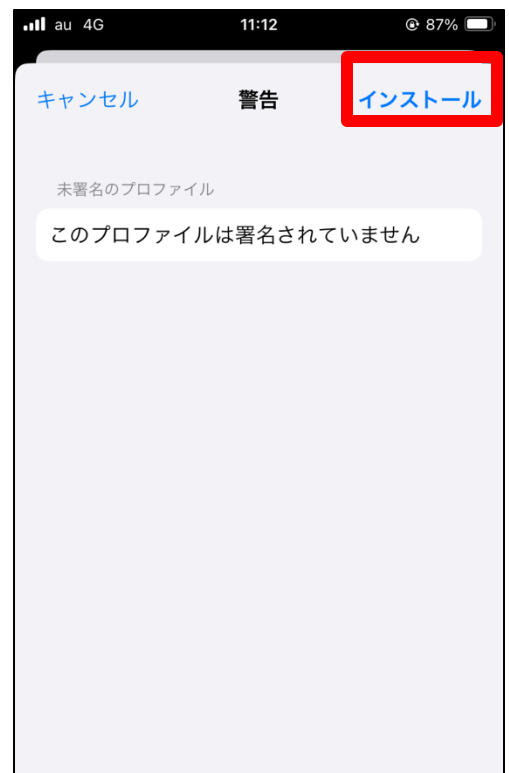 au 4G 11:12 87%
キャンセル 警告 インストール
未署名のプロファイル
このプロファイルは署名されていません